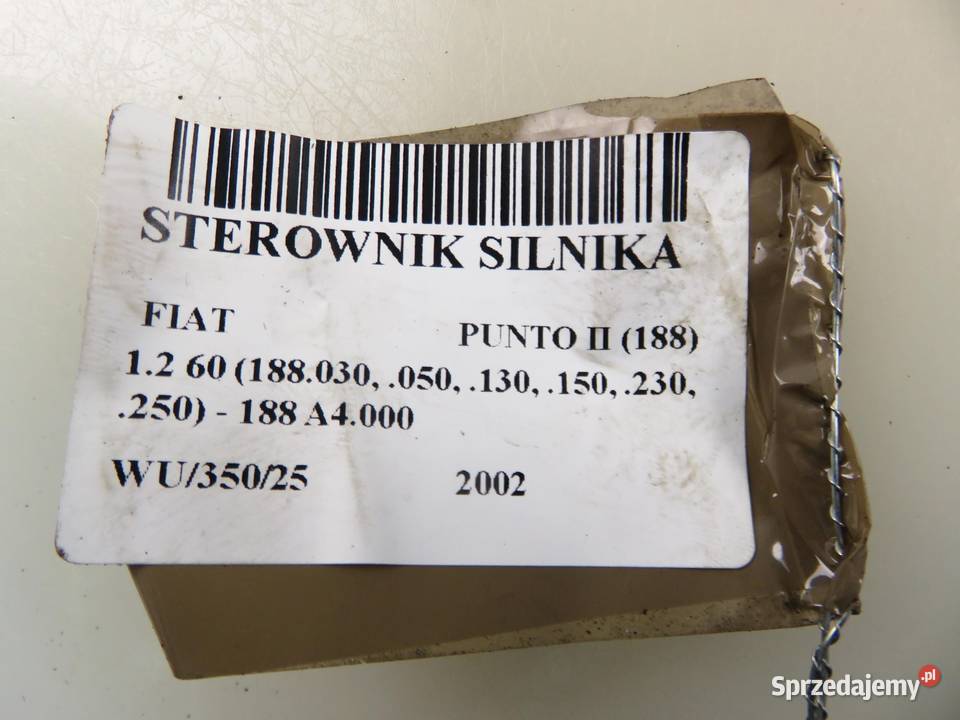 STEROWNIK SILNIKA
FIAT PUNTO II (188)
1.2 60 (188.030, .050, .130, .150, .230,
.250) - 188 A4.000
WU/350/25 2002
Sprzedajemy.pl